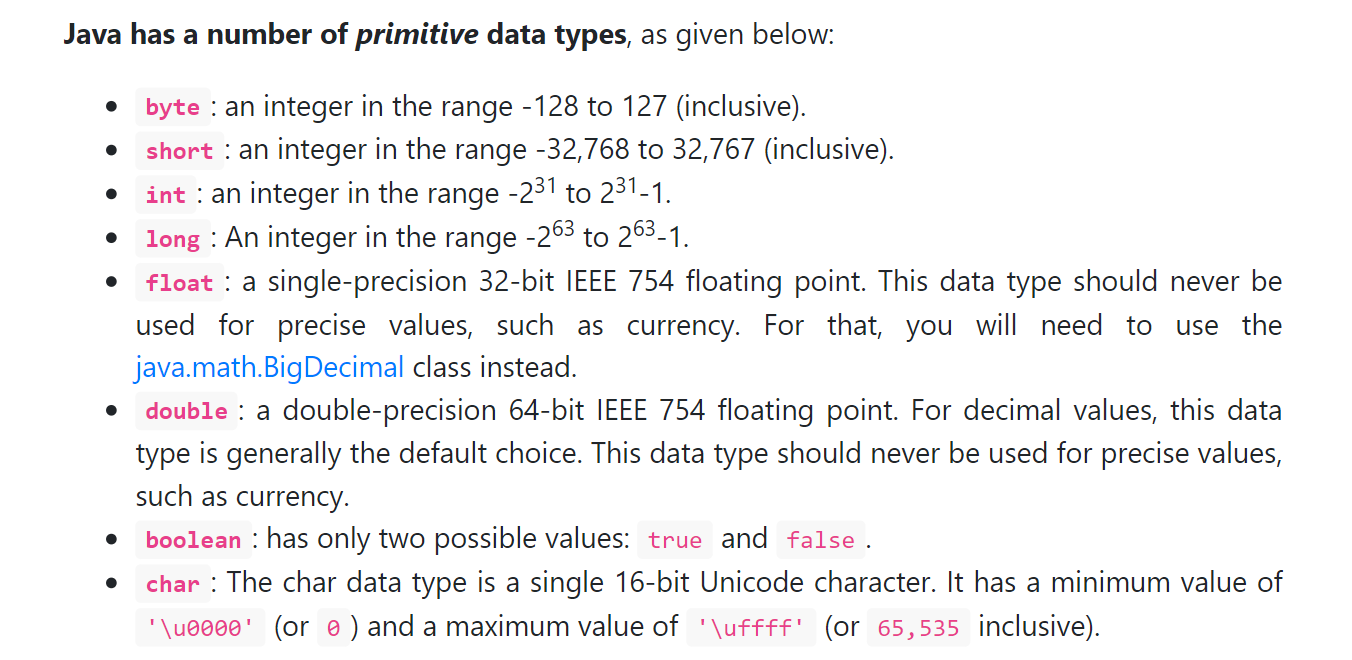 Java has a number of primitive data types, as given below:
• byte : an integer in the range -128 to 127 (inclusive).
• short : an integer in the range -32,768 to 32,767 (inclusive).
• int : an integer in the range -2³¹ to 2³¹-1.
• long : An integer in the range -2⁶³ to 2⁶³-1.
• float : a single-precision 32-bit IEEE 754 floating point. This data type should never be
used for precise values, such as currency. For that, you will need to use the
java.math.BigDecimal class instead.
• double : a double-precision 64-bit IEEE 754 floating point. For decimal values, this data
type is generally the default choice. This data type should never be used for precise values,
such as currency.
• boolean : has only two possible values: true and false .
• char : The char data type is a single 16-bit Unicode character. It has a minimum value of
'\u0000' (or 0 ) and a maximum value of '\uffff' (or 65,535 inclusive).